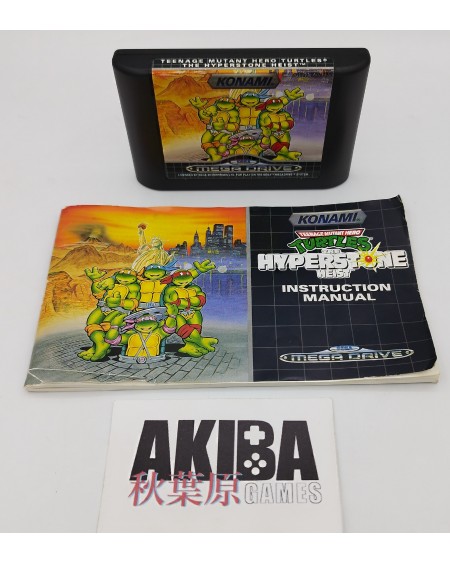 TEENAGE MUTANT HERO TURTLES®
THE HYPERSTONE HEIST™
KONAMI
MEGA DRIVE
KONAMI
TEENAGE MUTANT HERO
TURTLES
THE
HYPERSTONE
HEIST
INSTRUCTION
MANUAL
SEGA
MEGA DRIVE
AKIBA
秋葉原 GAMES